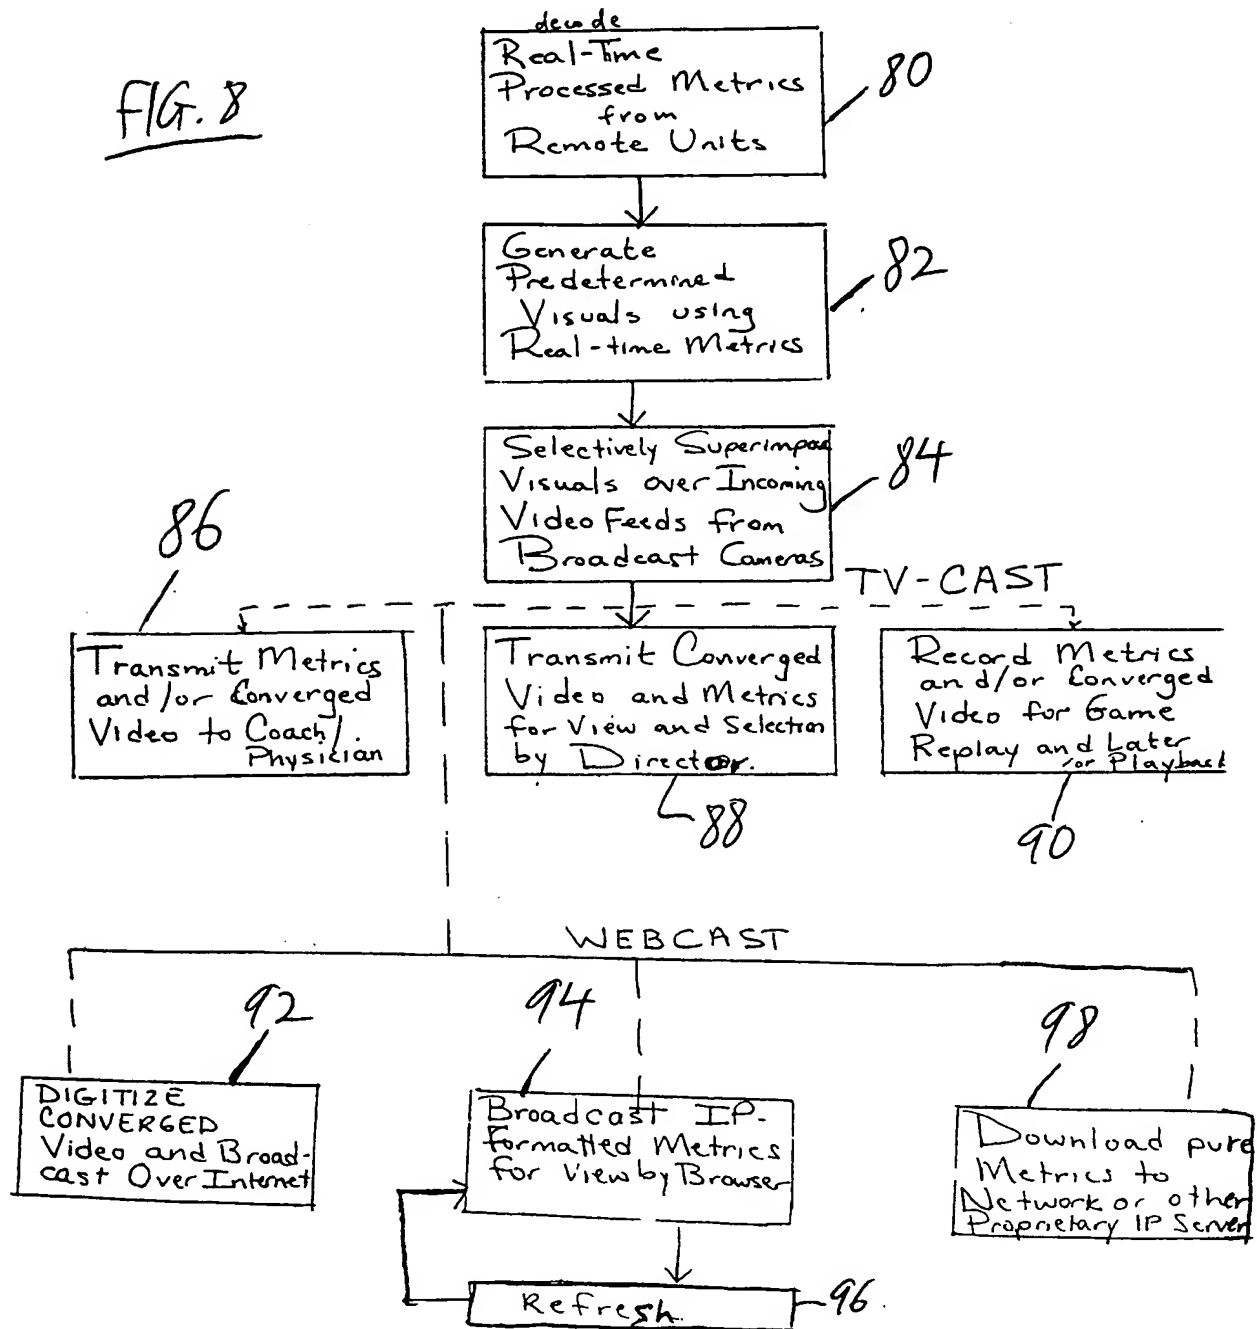 FIG. 8
decode
Real-Time
Processed Metrics
from
Remote Units
80
Generate
Predetermined
Visuals using
Real-time Metrics
82
Selectively Superimpose
Visuals over Incoming
Video Feeds from
Broadcast Cameras
84
TV-CAST
86
Transmit Metrics
and/or Converged
Video to Coach/
Physician
Transmit Converged
Video and Metrics
for View and Selection
by Director.
88
Record Metrics
and/or Converged
Video for Game
Replay and Later
/or Playback
90
WEBCAST
92
DIGITIZE
CONVERGED
Video and Broad-
cast Over Internet
94
Broadcast IP-
formatted Metrics
for View by Browser
98
Download pure
Metrics to
Network or other
Proprietary IP Server
Refresh
96